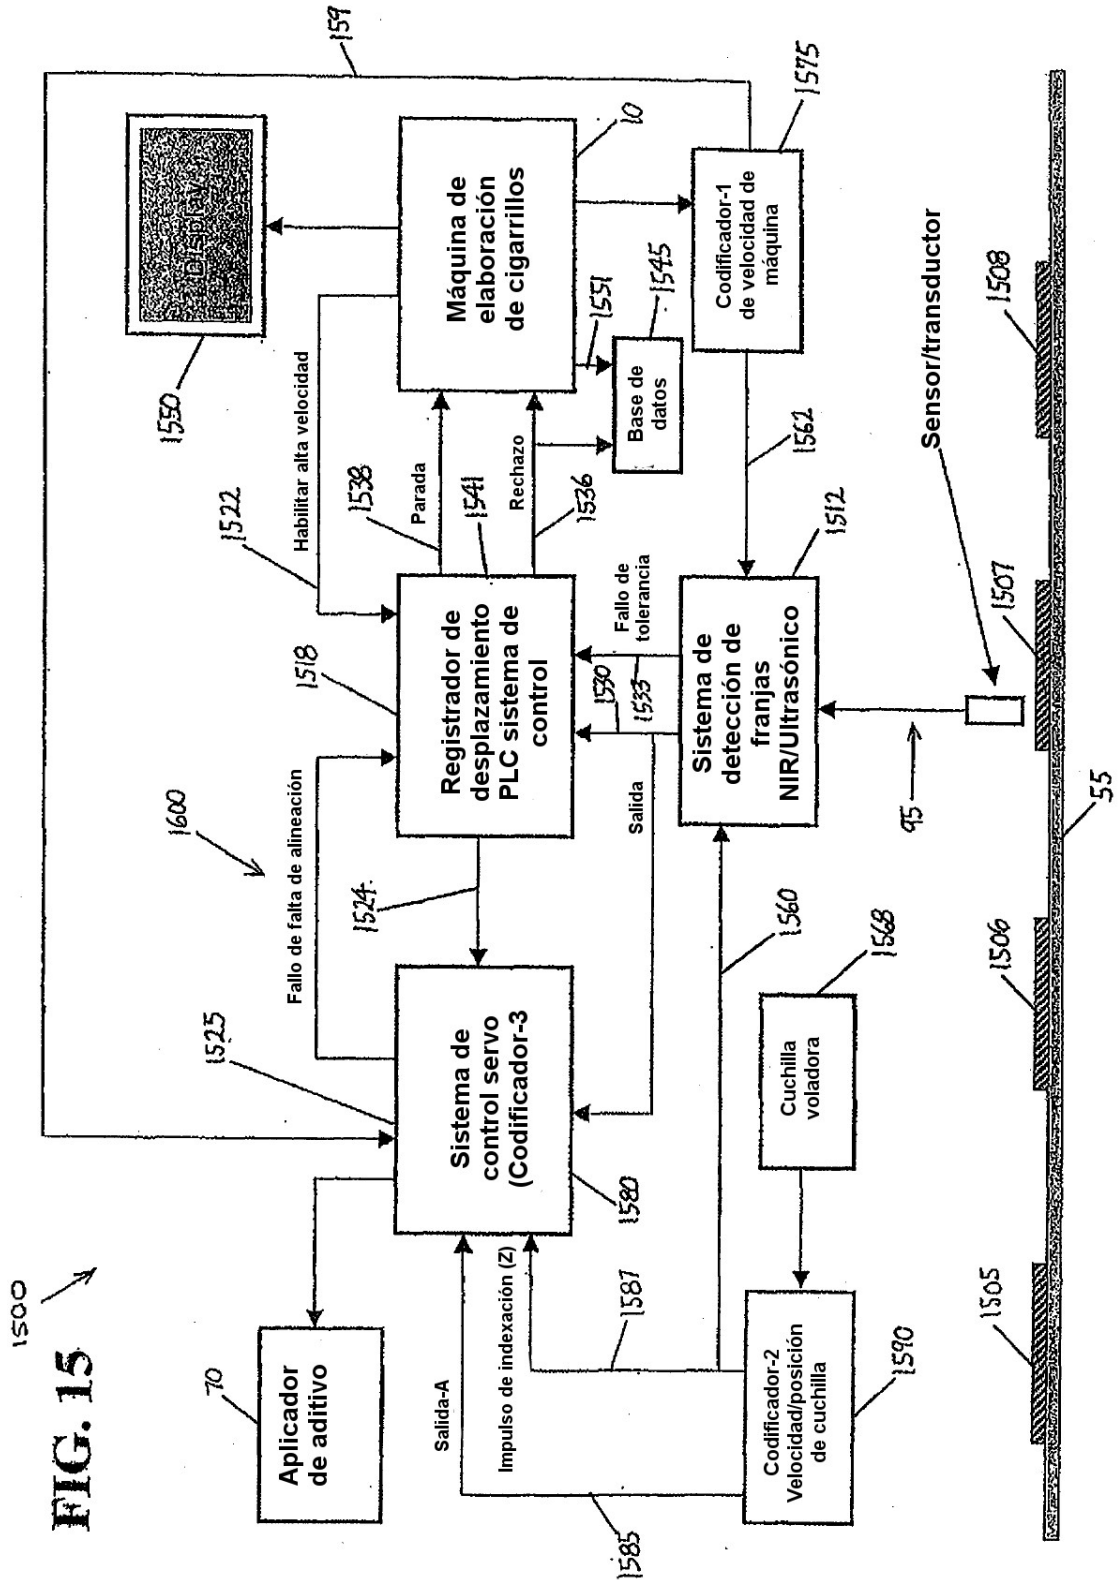 FIG. 15
1500
Aplicador
de aditivo
70
Sistema de
control servo
(Codificador-3
1525
1580
Fallo de falta de alineación
1600
1524
Registrador de
desplazamiento
PLC sistema de
control
1518
1541
Habilitar alta velocidad
1522
Parada
1538
Rechazo
1536
Máquina de
elaboración
de cigarrillos
10
Display
1550
159
Base de
datos
1551
1545
Codificador-1
de velocidad de
máquina
1575
1562
Salida-A
1585
Impulso de indexación (Z)
1587
Salida
1530
1533
Fallo de
tolerancia
Sistema de
detección de
franjas
NIR/Ultrasónico
1512
1560
Codificador-2
Velocidad/posición
de cuchilla
1590
Cuchilla
voladora
1568
95
Sensor/transductor
1505
1506
1507
1508
55